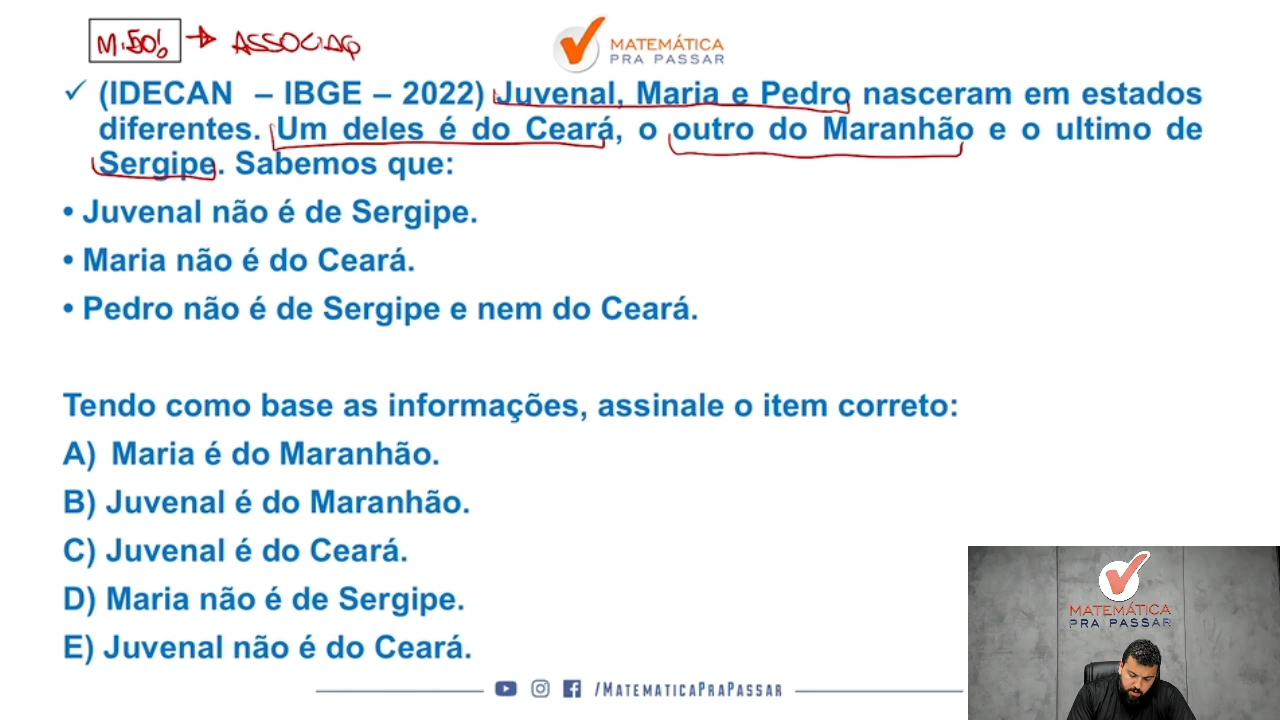 M.50! → ASSOCIAÇ
MATEMÁTICA
PRA PASSAR
✓ (IDECAN – IBGE – 2022) Juvenal, Maria e Pedro nasceram em estados
diferentes. Um deles é do Ceará, o outro do Maranhão e o ultimo de
Sergipe. Sabemos que:
• Juvenal não é de Sergipe.
• Maria não é do Ceará.
• Pedro não é de Sergipe e nem do Ceará.
Tendo como base as informações, assinale o item correto:
A) Maria é do Maranhão.
B) Juvenal é do Maranhão.
C) Juvenal é do Ceará.
D) Maria não é de Sergipe.
E) Juvenal não é do Ceará.
MATEMÁTICA
PRA PASSAR
/MATEMATICAPRAPASSAR